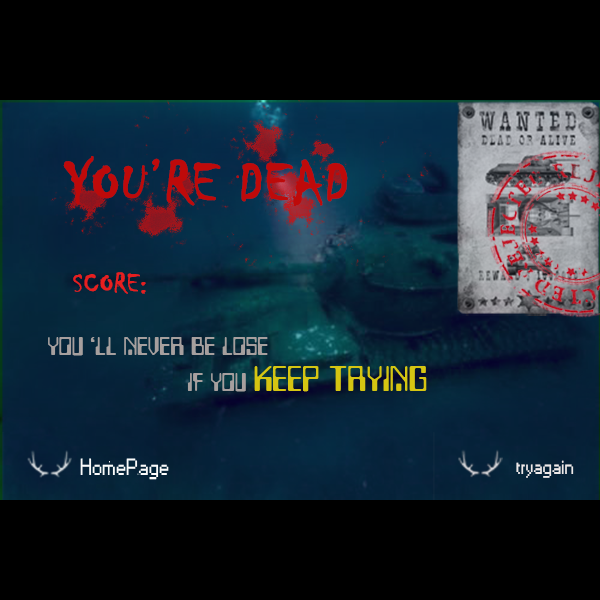 YOU'RE DEAD
WANTED
DEAD OR ALIVE
SCORE:
YOU 'LL NEVER BE LOSE
IF YOU KEEP TRYING
HomePage
tryagain